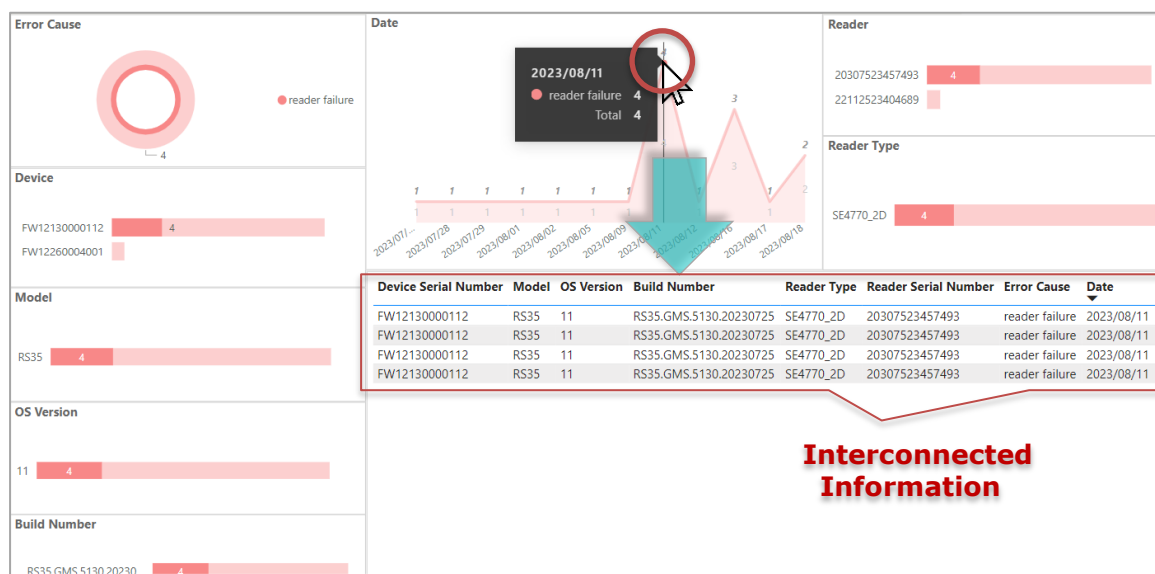 Error Cause
reader failure
4
Device
FW12130000112 4
FW12260004001
Model
RS35 4
OS Version
11 4
Build Number
RS35.GMS.5130.20230... 4
Date
2023/08/11
reader failure 4
Total 4
4
3
2
1 1 1 1 1 1 1 1
3
2
1 1 1 1 1 1 1
2023/07/... 2023/07/28 2023/07/29 2023/08/01 2023/08/02 2023/08/05 2023/08/09 2023/08/11 2023/08/12 2023/08/16 2023/08/17 2023/08/18
Reader
20307523457493 4
22112523404689
Reader Type
SE4770_2D 4
Device Serial Number Model OS Version Build Number Reader Type Reader Serial Number Error Cause Date
FW12130000112 RS35 11 RS35.GMS.5130.20230725 SE4770_2D 20307523457493 reader failure 2023/08/11
FW12130000112 RS35 11 RS35.GMS.5130.20230725 SE4770_2D 20307523457493 reader failure 2023/08/11
FW12130000112 RS35 11 RS35.GMS.5130.20230725 SE4770_2D 20307523457493 reader failure 2023/08/11
FW12130000112 RS35 11 RS35.GMS.5130.20230725 SE4770_2D 20307523457493 reader failure 2023/08/11
Interconnected
Information